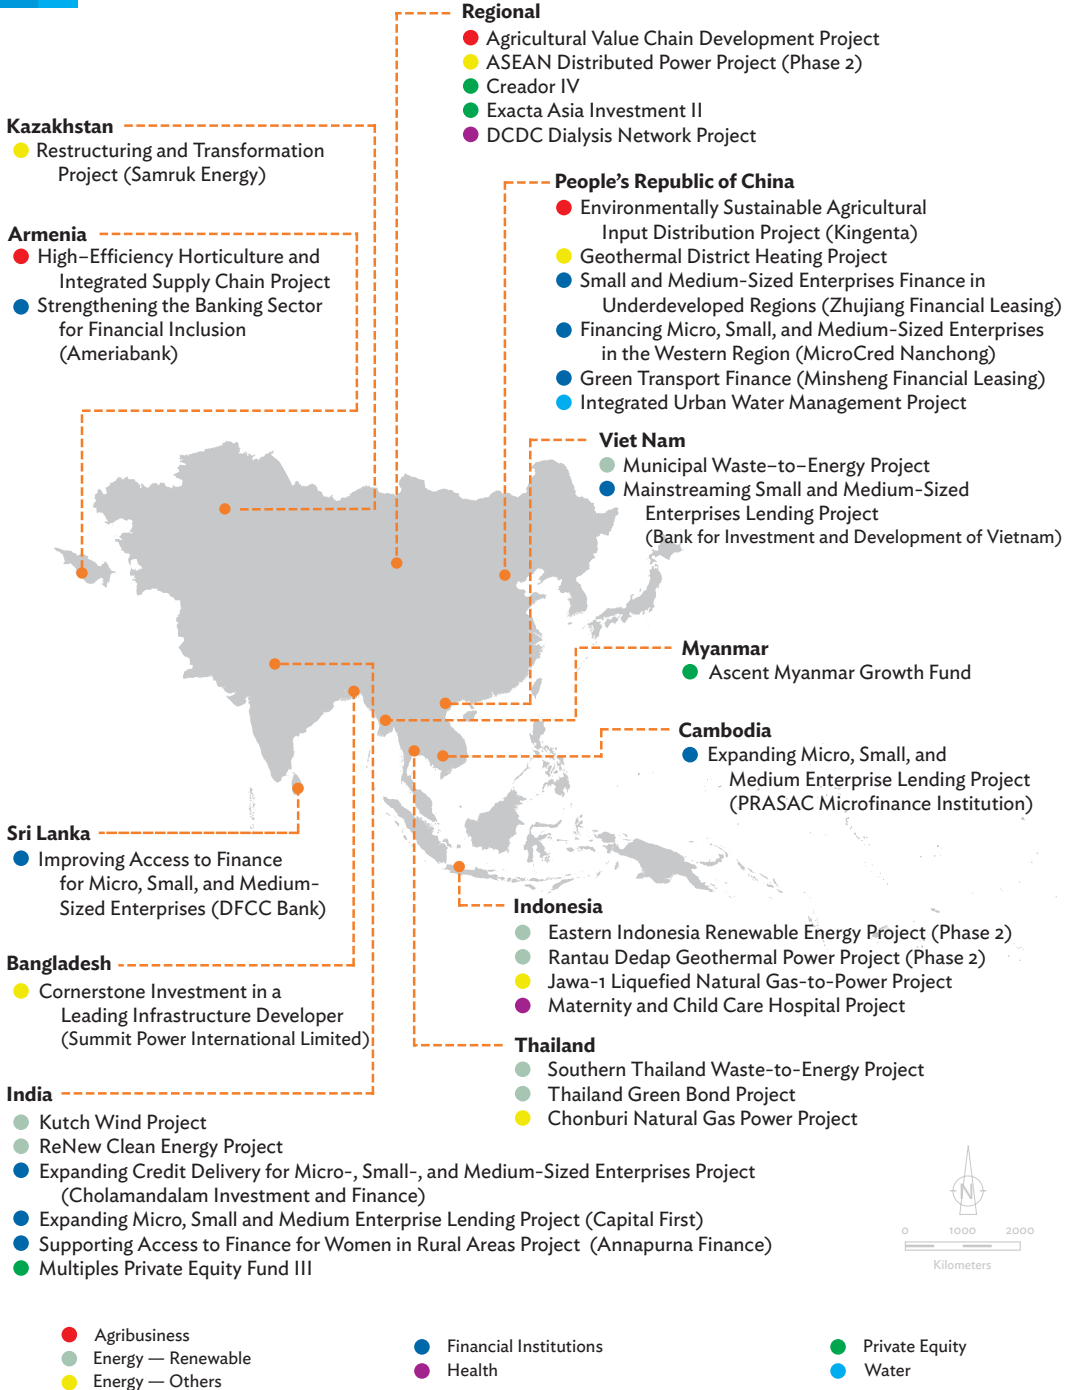 Regional
Agricultural Value Chain Development Project
ASEAN Distributed Power Project (Phase 2)
Creador IV
Exacta Asia Investment II
DCDC Dialysis Network Project
Kazakhstan
Restructuring and Transformation
Project (Samruk Energy)
People's Republic of China
Environmentally Sustainable Agricultural
Input Distribution Project (Kingenta)
Geothermal District Heating Project
Small and Medium-Sized Enterprises Finance in
Underdeveloped Regions (Zhujiang Financial Leasing)
Financing Micro, Small, and Medium-Sized Enterprises
in the Western Region (MicroCred Nanchong)
Green Transport Finance (Minsheng Financial Leasing)
Integrated Urban Water Management Project
Armenia
High-Efficiency Horticulture and
Integrated Supply Chain Project
Strengthening the Banking Sector
for Financial Inclusion
(Ameriabank)
Viet Nam
Municipal Waste-to-Energy Project
Mainstreaming Small and Medium-Sized
Enterprises Lending Project
(Bank for Investment and Development of Vietnam)
Myanmar
Ascent Myanmar Growth Fund
Cambodia
Expanding Micro, Small, and
Medium Enterprise Lending Project
(PRASAC Microfinance Institution)
Sri Lanka
Improving Access to Finance
for Micro, Small, and Medium-
Sized Enterprises (DFCC Bank)
Indonesia
Eastern Indonesia Renewable Energy Project (Phase 2)
Rantau Dedap Geothermal Power Project (Phase 2)
Jawa-1 Liquefied Natural Gas-to-Power Project
Maternity and Child Care Hospital Project
Bangladesh
Cornerstone Investment in a
Leading Infrastructure Developer
(Summit Power International Limited)
Thailand
Southern Thailand Waste-to-Energy Project
Thailand Green Bond Project
Chonburi Natural Gas Power Project
India
Kutch Wind Project
ReNew Clean Energy Project
Expanding Credit Delivery for Micro-, Small-, and Medium-Sized Enterprises Project
(Cholamandalam Investment and Finance)
Expanding Micro, Small and Medium Enterprise Lending Project (Capital First)
Supporting Access to Finance for Women in Rural Areas Project (Annapurna Finance)
Multiples Private Equity Fund III
N
0 1000 2000
Kilometers
Agribusiness
Energy — Renewable
Energy — Others
Financial Institutions
Health
Private Equity
Water